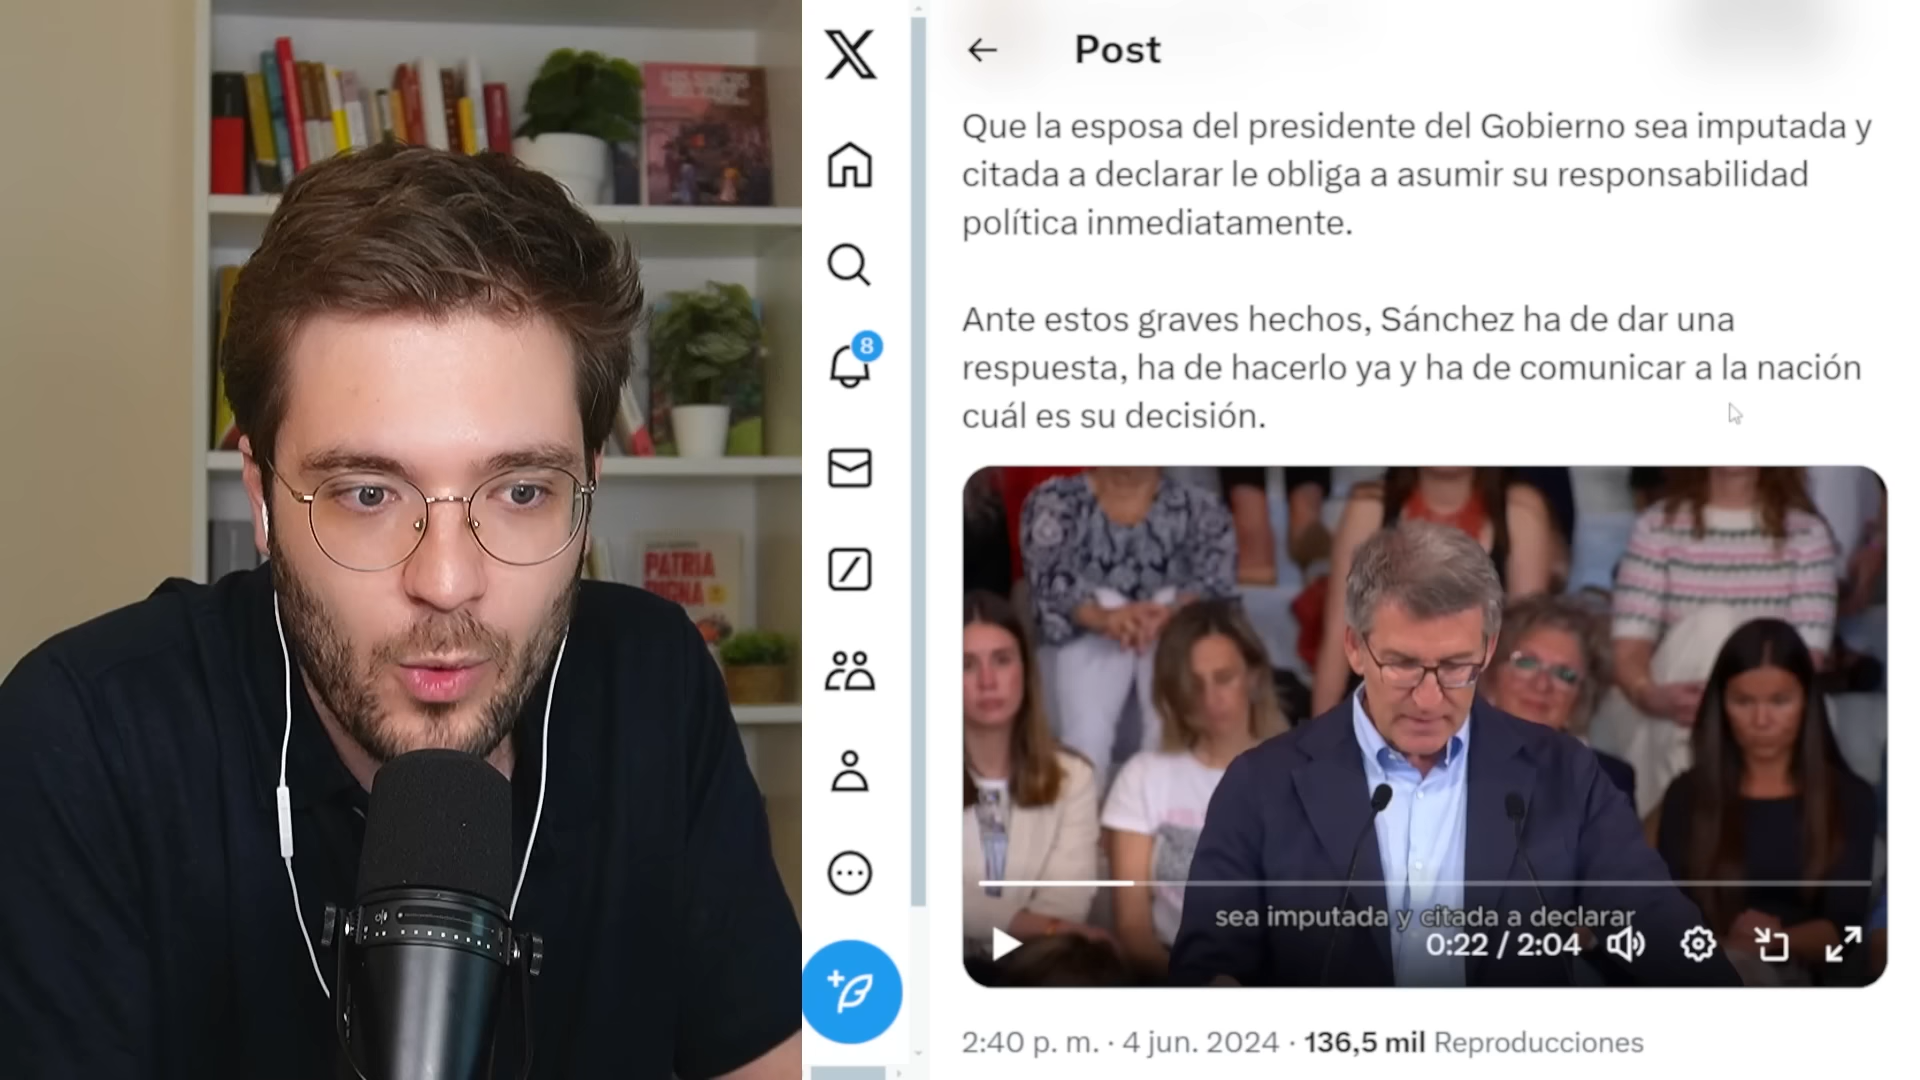 Post
Que la esposa del presidente del Gobierno sea imputada y
citada a declarar le obliga a asumir su responsabilidad
política inmediatamente.
Ante estos graves hechos, Sánchez ha de dar una
respuesta, ha de hacerlo ya y ha de comunicar a la nación
cuál es su decisión.
8
sea imputada y citada a declarar
0:22 / 2:04
2:40 p. m. · 4 jun. 2024 · 136,5 mil Reproducciones
PATRIA